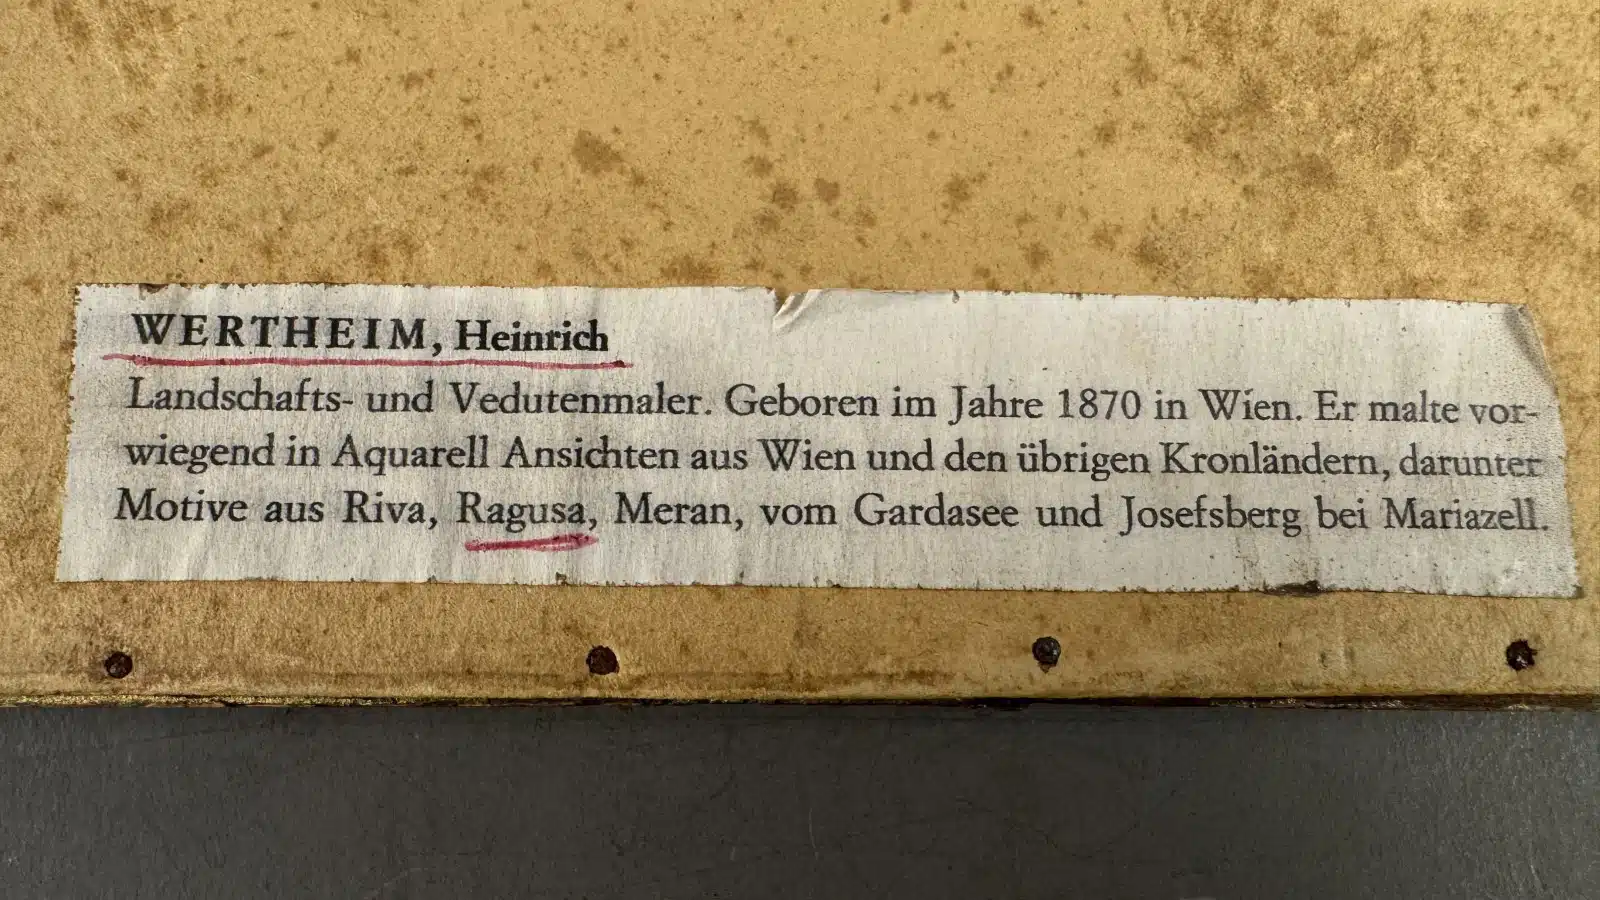 WERTHEIM, Heinrich
Landschafts- und Vedutenmaler. Geboren im Jahre 1870 in Wien. Er malte vor-
wiegend in Aquarell Ansichten aus Wien und den übrigen Kronländern, darunter
Motive aus Riva, Ragusa, Meran, vom Gardasee und Josefsberg bei Mariazell.